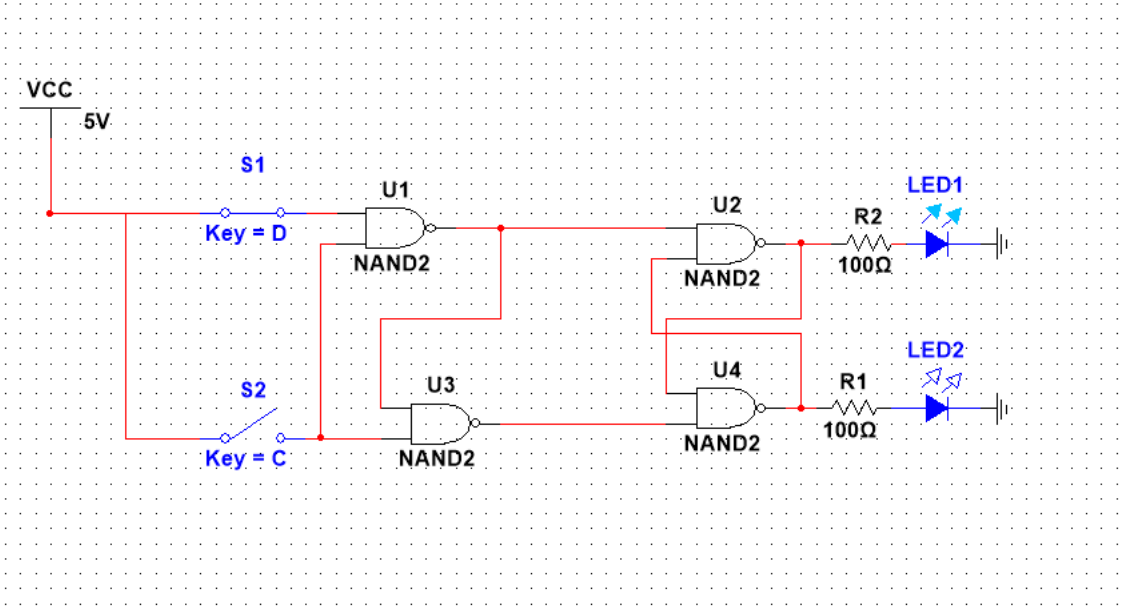 VCC
5V
S1
Key = D
U1
NAND2
U2
NAND2
R2
100Ω
LED1
S2
Key = C
U3
NAND2
U4
NAND2
R1
100Ω
LED2